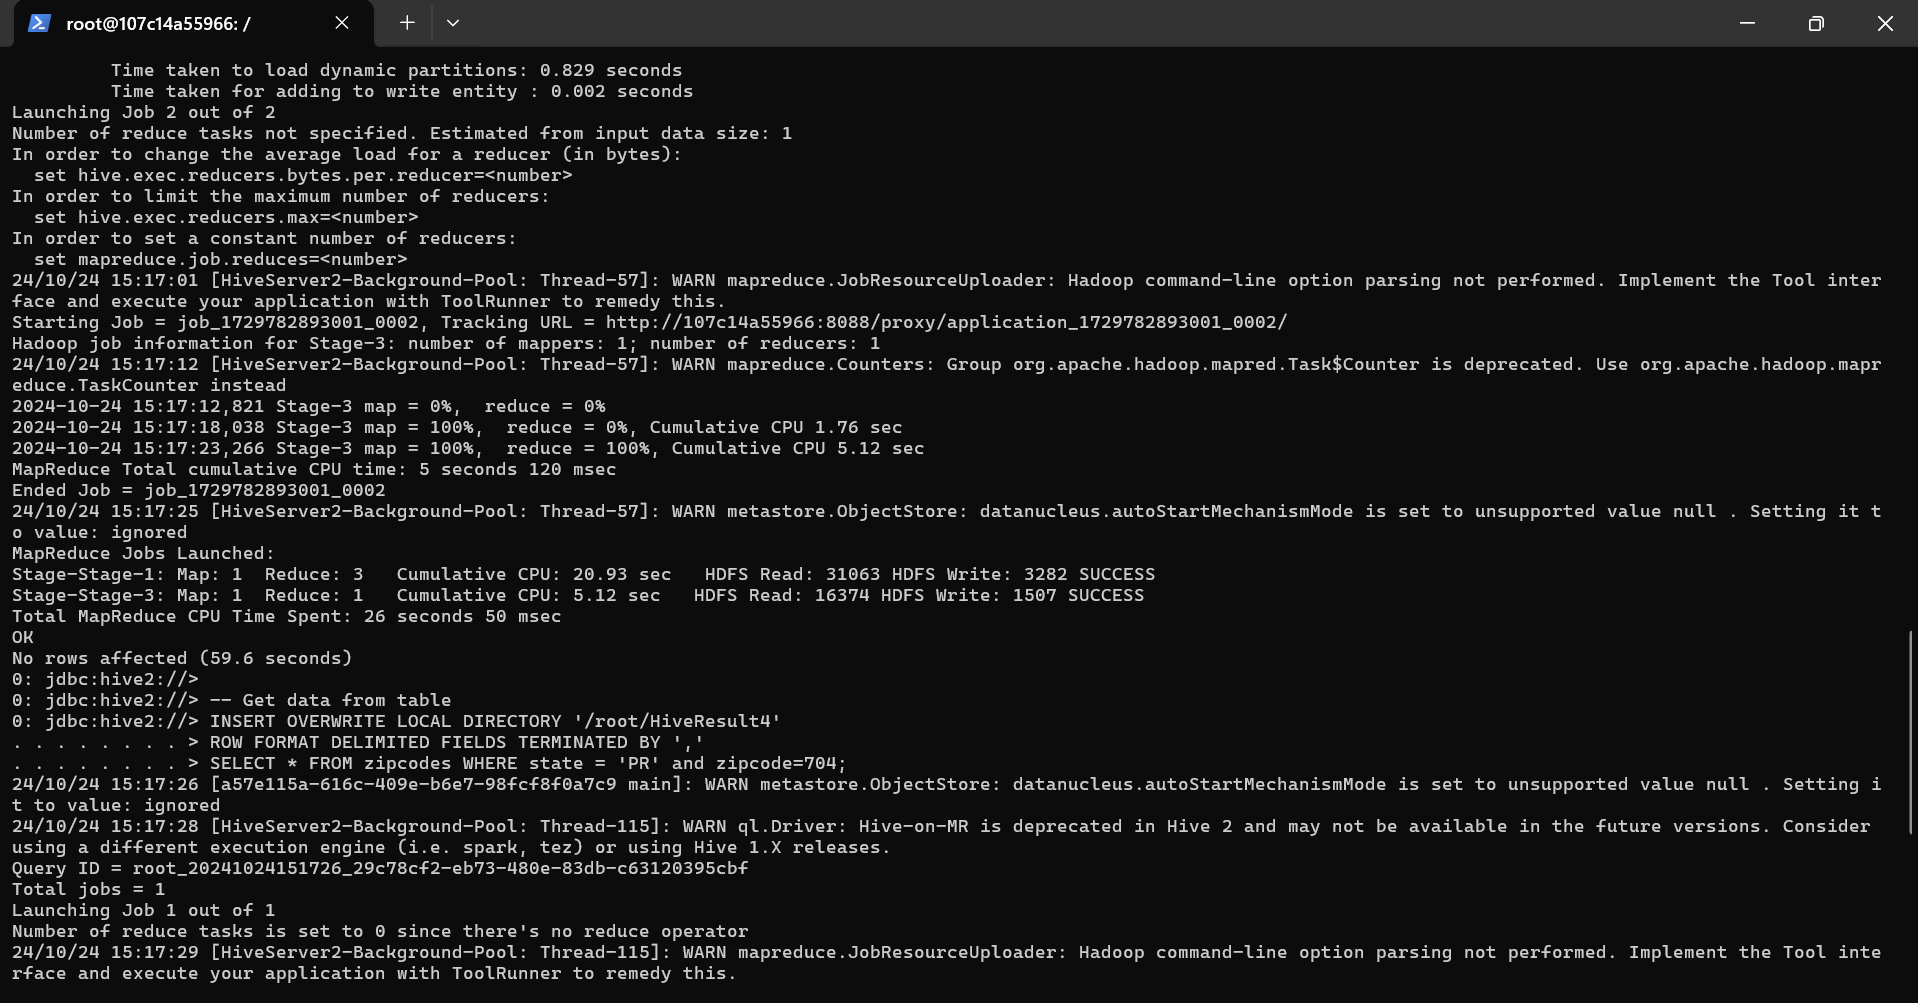 root@107c14a55966: /
Time taken to load dynamic partitions: 0.829 seconds
Time taken for adding to write entity : 0.002 seconds
Launching Job 2 out of 2
Number of reduce tasks not specified. Estimated from input data size: 1
In order to change the average load for a reducer (in bytes):
  set hive.exec.reducers.bytes.per.reducer=<number>
In order to limit the maximum number of reducers:
  set hive.exec.reducers.max=<number>
In order to set a constant number of reducers:
  set mapreduce.job.reduces=<number>
24/10/24 15:17:01 [HiveServer2-Background-Pool: Thread-57]: WARN mapreduce.JobResourceUploader: Hadoop command-line option parsing not performed. Implement the Tool inter
face and execute your application with ToolRunner to remedy this.
Starting Job = job_1729782893001_0002, Tracking URL = http://107c14a55966:8088/proxy/application_1729782893001_0002/
Hadoop job information for Stage-3: number of mappers: 1; number of reducers: 1
24/10/24 15:17:12 [HiveServer2-Background-Pool: Thread-57]: WARN mapreduce.Counters: Group org.apache.hadoop.mapred.Task$Counter is deprecated. Use org.apache.hadoop.mapr
educe.TaskCounter instead
2024-10-24 15:17:12,821 Stage-3 map = 0%,  reduce = 0%
2024-10-24 15:17:18,038 Stage-3 map = 100%,  reduce = 0%, Cumulative CPU 1.76 sec
2024-10-24 15:17:23,266 Stage-3 map = 100%,  reduce = 100%, Cumulative CPU 5.12 sec
MapReduce Total cumulative CPU time: 5 seconds 120 msec
Ended Job = job_1729782893001_0002
24/10/24 15:17:25 [HiveServer2-Background-Pool: Thread-57]: WARN metastore.ObjectStore: datanucleus.autoStartMechanismMode is set to unsupported value null . Setting it t
o value: ignored
MapReduce Jobs Launched:
Stage-Stage-1: Map: 1  Reduce: 3   Cumulative CPU: 20.93 sec   HDFS Read: 31063 HDFS Write: 3282 SUCCESS
Stage-Stage-3: Map: 1  Reduce: 1   Cumulative CPU: 5.12 sec   HDFS Read: 16374 HDFS Write: 1507 SUCCESS
Total MapReduce CPU Time Spent: 26 seconds 50 msec
OK
No rows affected (59.6 seconds)
0: jdbc:hive2://>
0: jdbc:hive2://> -- Get data from table
0: jdbc:hive2://> INSERT OVERWRITE LOCAL DIRECTORY '/root/HiveResult4'
. . . . . . . . > ROW FORMAT DELIMITED FIELDS TERMINATED BY ','
. . . . . . . . > SELECT * FROM zipcodes WHERE state = 'PR' and zipcode=704;
24/10/24 15:17:26 [a57e115a-616c-409e-b6e7-98fcf8f0a7c9 main]: WARN metastore.ObjectStore: datanucleus.autoStartMechanismMode is set to unsupported value null . Setting i
t to value: ignored
24/10/24 15:17:28 [HiveServer2-Background-Pool: Thread-115]: WARN ql.Driver: Hive-on-MR is deprecated in Hive 2 and may not be available in the future versions. Consider
using a different execution engine (i.e. spark, tez) or using Hive 1.X releases.
Query ID = root_20241024151726_29c78cf2-eb73-480e-83db-c63120395cbf
Total jobs = 1
Launching Job 1 out of 1
Number of reduce tasks is set to 0 since there's no reduce operator
24/10/24 15:17:29 [HiveServer2-Background-Pool: Thread-115]: WARN mapreduce.JobResourceUploader: Hadoop command-line option parsing not performed. Implement the Tool inte
rface and execute your application with ToolRunner to remedy this.